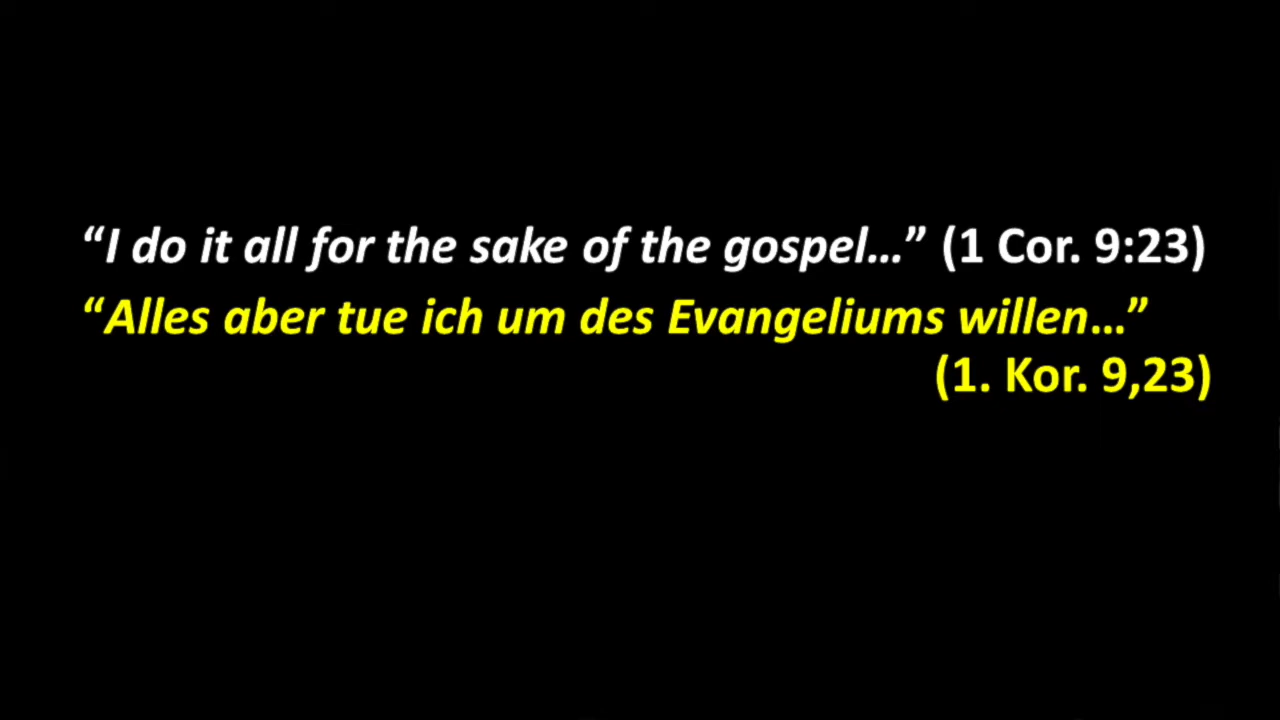 “I do it all for the sake of the gospel…” (1 Cor. 9:23)
“Alles aber tue ich um des Evangeliums willen…”
(1. Kor. 9,23)